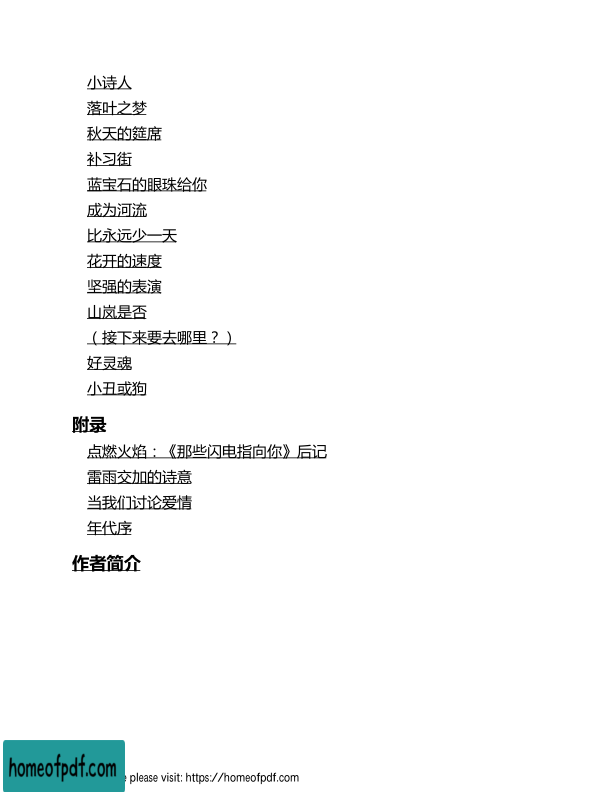 小诗人
落叶之梦
秋天的筵席
补习街
蓝宝石的眼珠给你
成为河流
比永远少一天
花开的速度
坚强的表演
山岚是否
（接下来要去哪里？）
好灵魂
小丑或狗
附录
点燃火焰：《那些闪电指向你》后记
雷雨交加的诗意
当我们讨论爱情
年代序
作者简介
homeofpdf.com
e please visit: https://homeofpdf.com